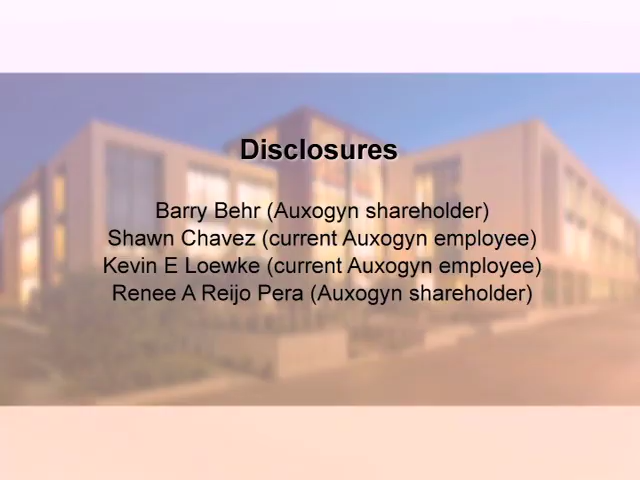 Disclosures
Barry Behr (Auxogyn shareholder)
Shawn Chavez (current Auxogyn employee)
Kevin E Loewke (current Auxogyn employee)
Renee A Reijo Pera (Auxogyn shareholder)